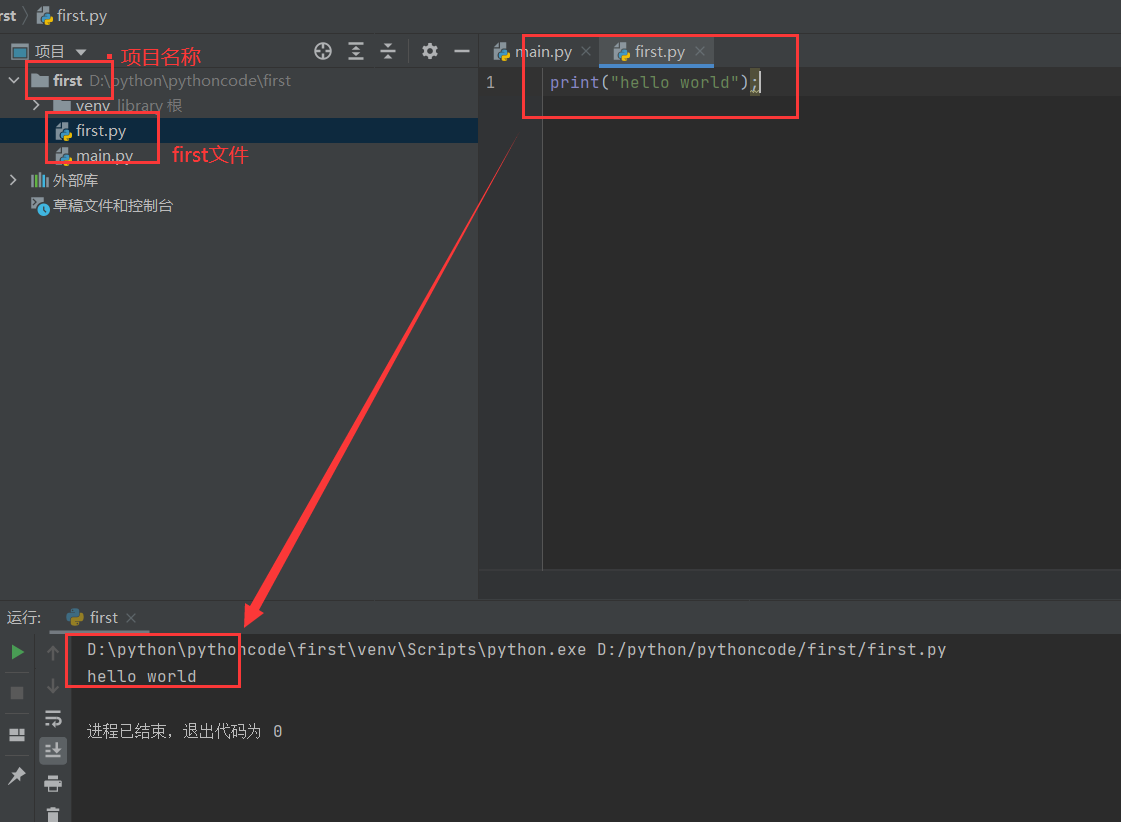 rst 〉 first.py
项目
项目名称
main.py
first.py
first D:\python\pythoncode\first
venv library 根
first.py
main.py
first文件
外部库
草稿文件和控制台
1 print("hello world");
运行: first
D:\python\pythoncode\first\venv\Scripts\python.exe D:/python/pythoncode/first/first.py
hello world
进程已结束，退出代码为 0